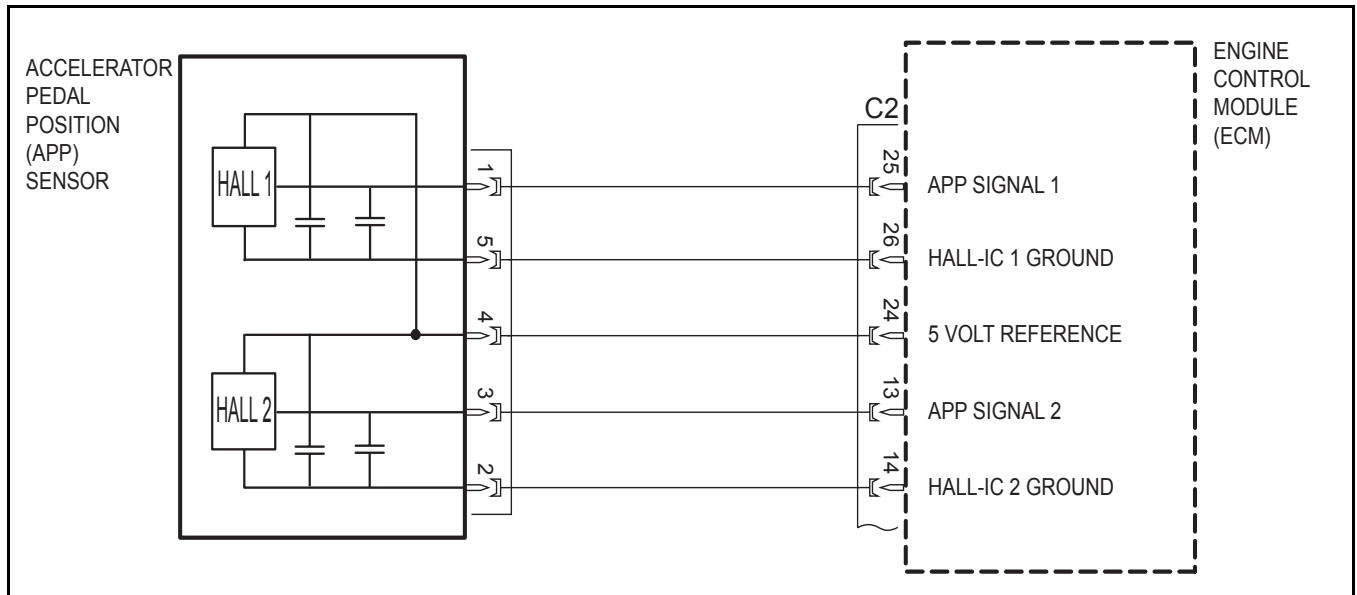 ACCELERATOR
PEDAL
POSITION
(APP)
SENSOR
HALL 1
HALL 2
1
5
4
3
2
C2
25
26
24
13
14
APP SIGNAL 1
HALL-IC 1 GROUND
5 VOLT REFERENCE
APP SIGNAL 2
HALL-IC 2 GROUND
ENGINE
CONTROL
MODULE
(ECM)